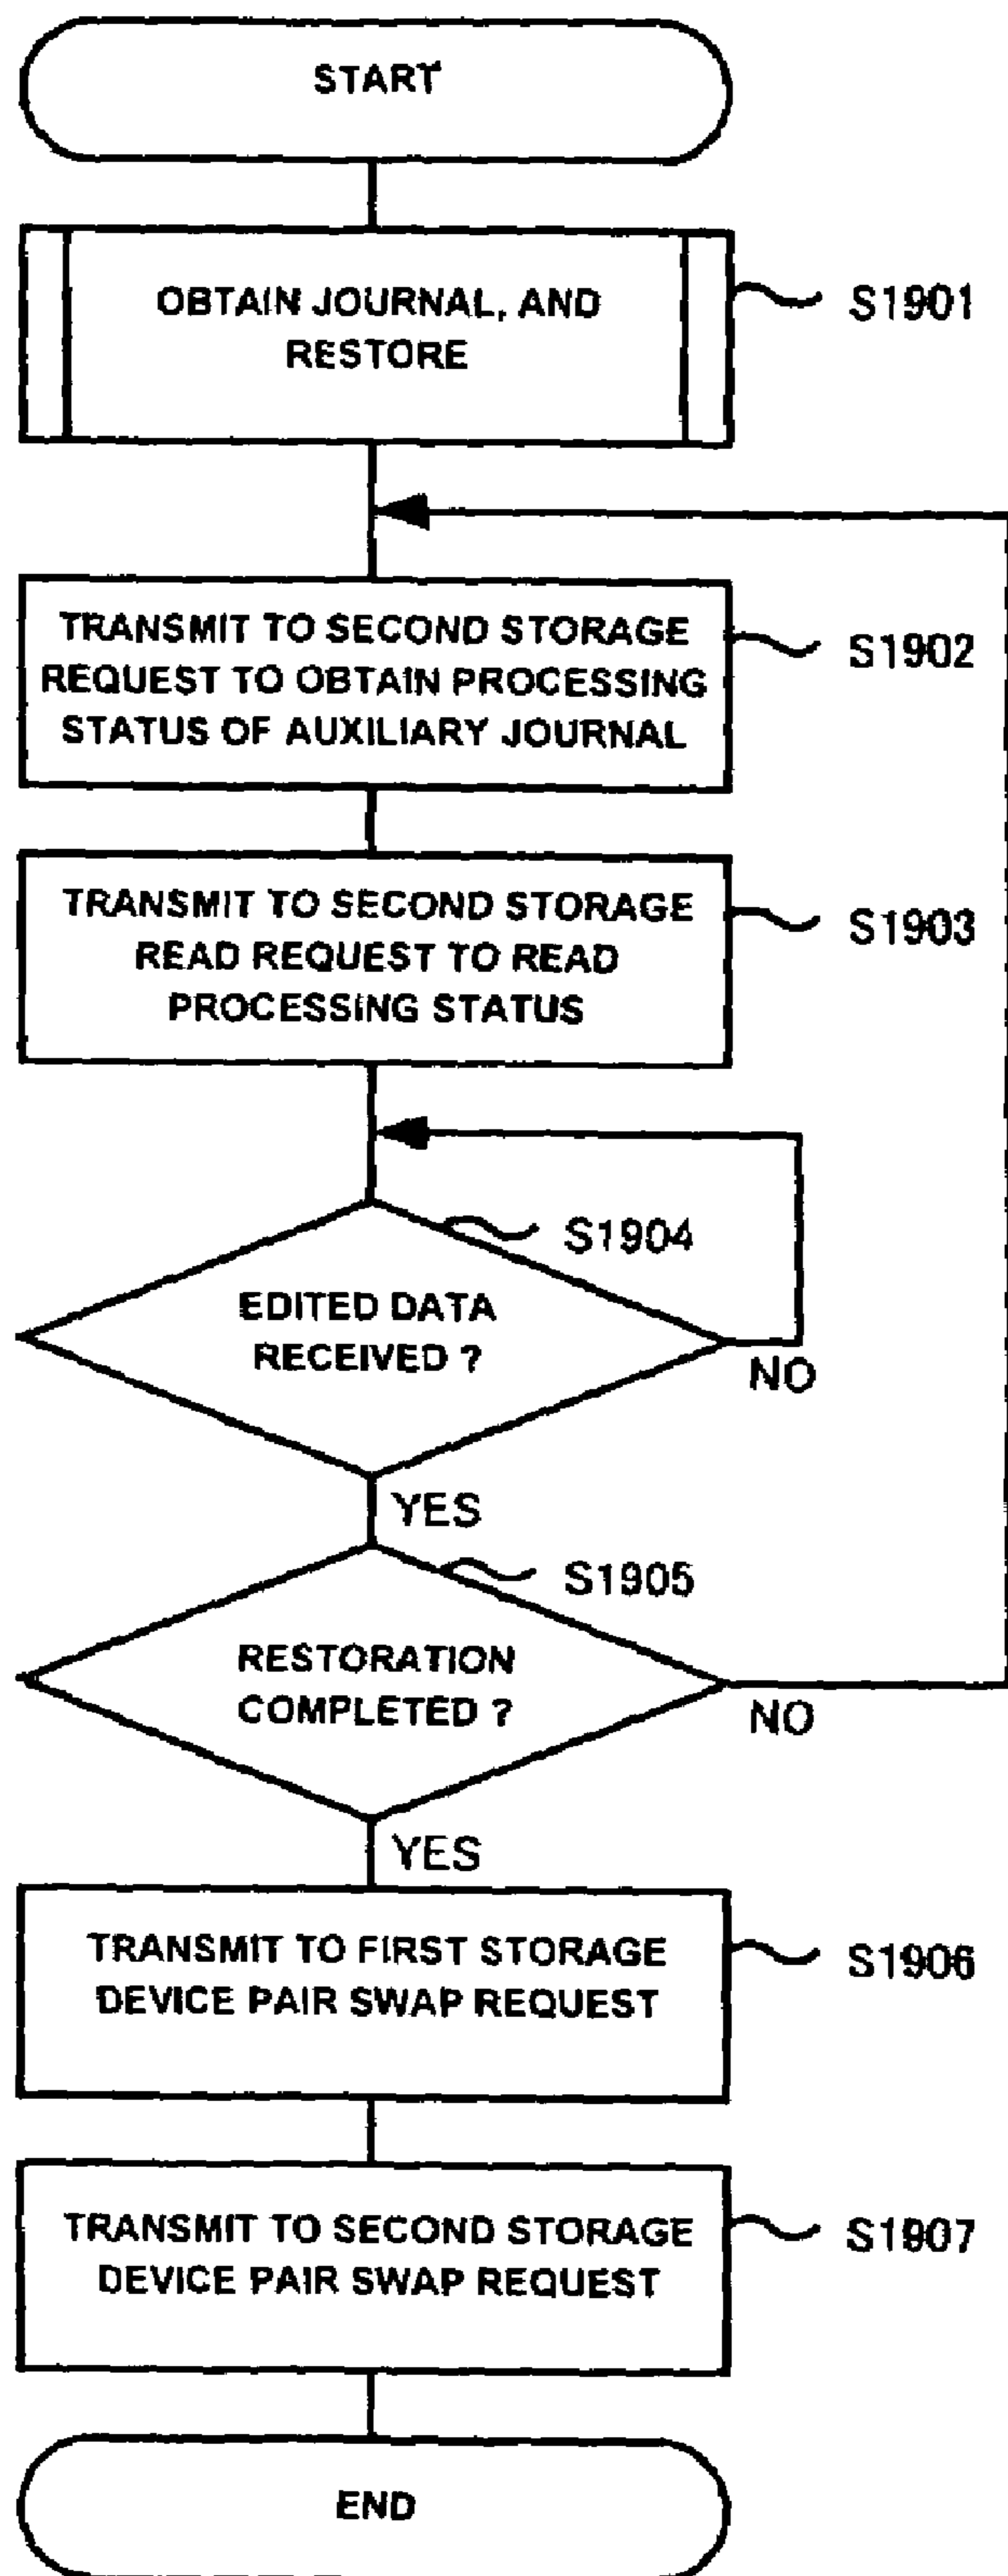 START
OBTAIN JOURNAL, AND
RESTORE
S1901
TRANSMIT TO SECOND STORAGE
REQUEST TO OBTAIN PROCESSING
STATUS OF AUXILIARY JOURNAL
S1902
TRANSMIT TO SECOND STORAGE
READ REQUEST TO READ
PROCESSING STATUS
S1903
S1904
EDITED DATA
RECEIVED ?
NO
YES
S1905
RESTORATION
COMPLETED ?
NO
YES
TRANSMIT TO FIRST STORAGE
DEVICE PAIR SWAP REQUEST
S1906
TRANSMIT TO SECOND STORAGE
DEVICE PAIR SWAP REQUEST
S1907
END